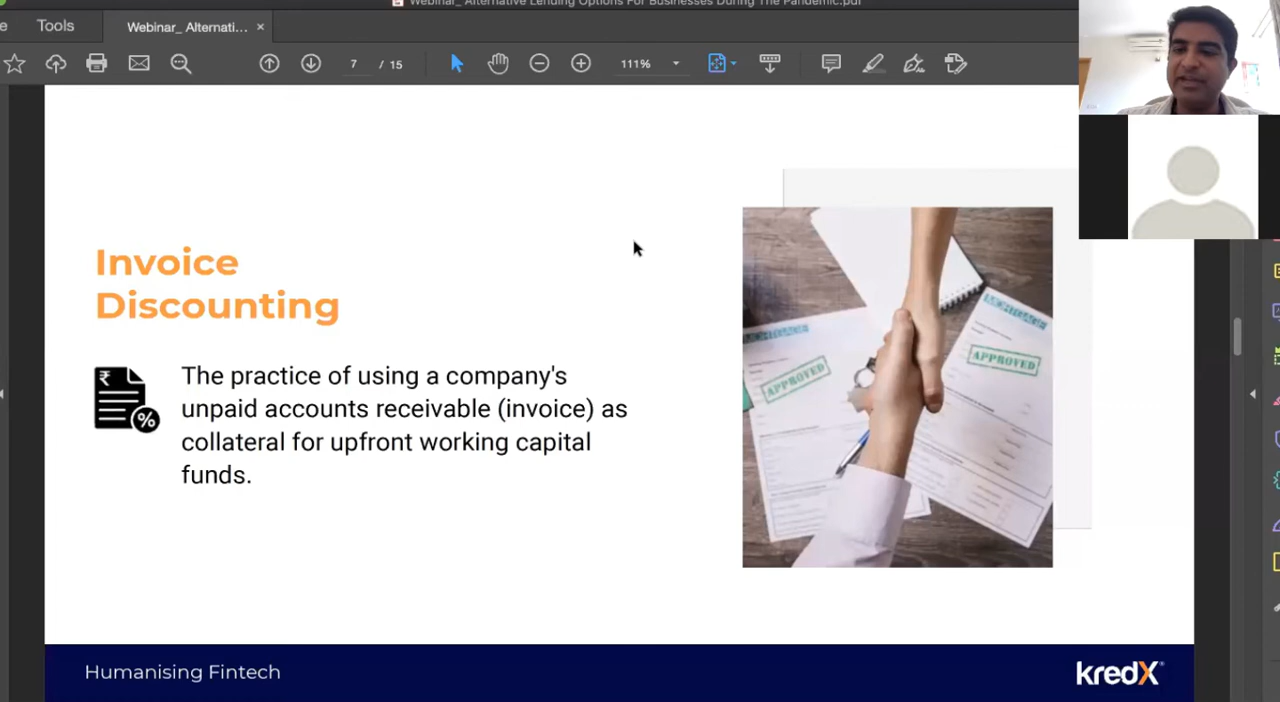 Webinar_ Alternative Lending Options For Businesses During The Pandemic.pdf
Tools
Webinar_ Alternati... ×
7 / 15
111%
Invoice
Discounting
₹
%
The practice of using a company's
unpaid accounts receivable (invoice) as
collateral for upfront working capital
funds.
MORTGAGE
MORTGAGE
APPROVED
APPROVED
Humanising Fintech
kredX